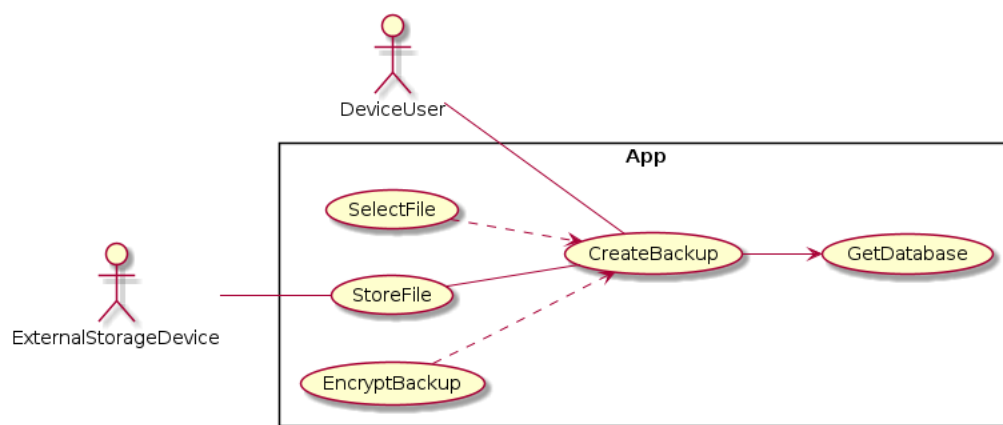 DeviceUser
App
SelectFile
CreateBackup
GetDatabase
StoreFile
ExternalStorageDevice
EncryptBackup